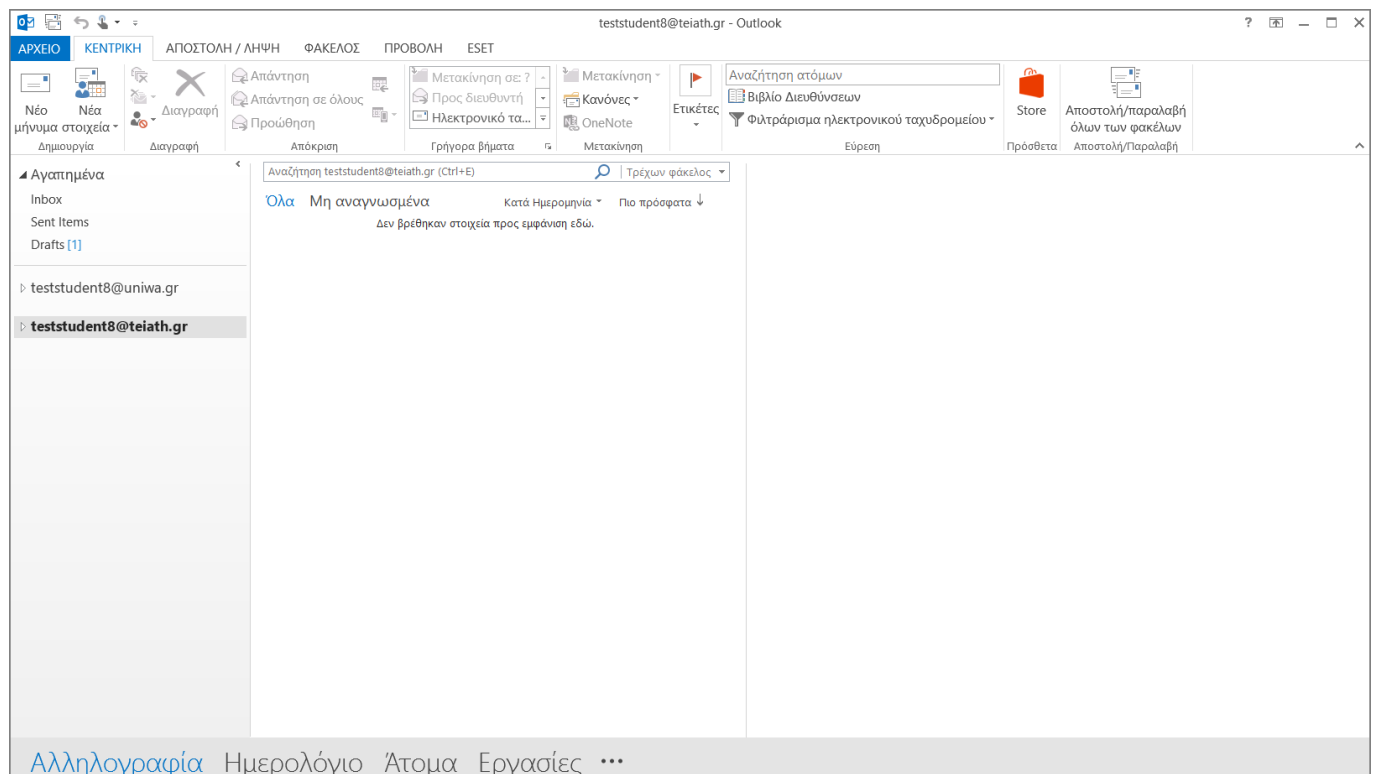 teststudent8@teiath.gr - Outlook
ΑΡΧΕΙΟ ΚΕΝΤΡΙΚΗ ΑΠΟΣΤΟΛΗ / ΛΗΨΗ ΦΑΚΕΛΟΣ ΠΡΟΒΟΛΗ ESET
Νέο μήνυμα
Νέα στοιχεία
Δημιουργία
Διαγραφή
Διαγραφή
Απάντηση
Απάντηση σε όλους
Προώθηση
Απόκριση
Μετακίνηση σε: ?
Προς διευθυντή
Ηλεκτρονικό τα...
Γρήγορα βήματα
Μετακίνηση
Κανόνες
OneNote
Μετακίνηση
Ετικέτες
Αναζήτηση ατόμων
Βιβλίο Διευθύνσεων
Φιλτράρισμα ηλεκτρονικού ταχυδρομείου
Εύρεση
Store
Πρόσθετα
Αποστολή/παραλαβή
όλων των φακέλων
Αποστολή/Παραλαβή
Αγαπημένα
Inbox
Sent Items
Drafts [1]
teststudent8@uniwa.gr
teststudent8@teiath.gr
Αναζήτηση teststudent8@teiath.gr (Ctrl+E) Τρέχων φάκελος
Όλα Μη αναγνωσμένα Κατά Ημερομηνία Πιο πρόσφατα
Δεν βρέθηκαν στοιχεία προς εμφάνιση εδώ.
Αλληλογραφία Ημερολόγιο Άτομα Εργασίες ...